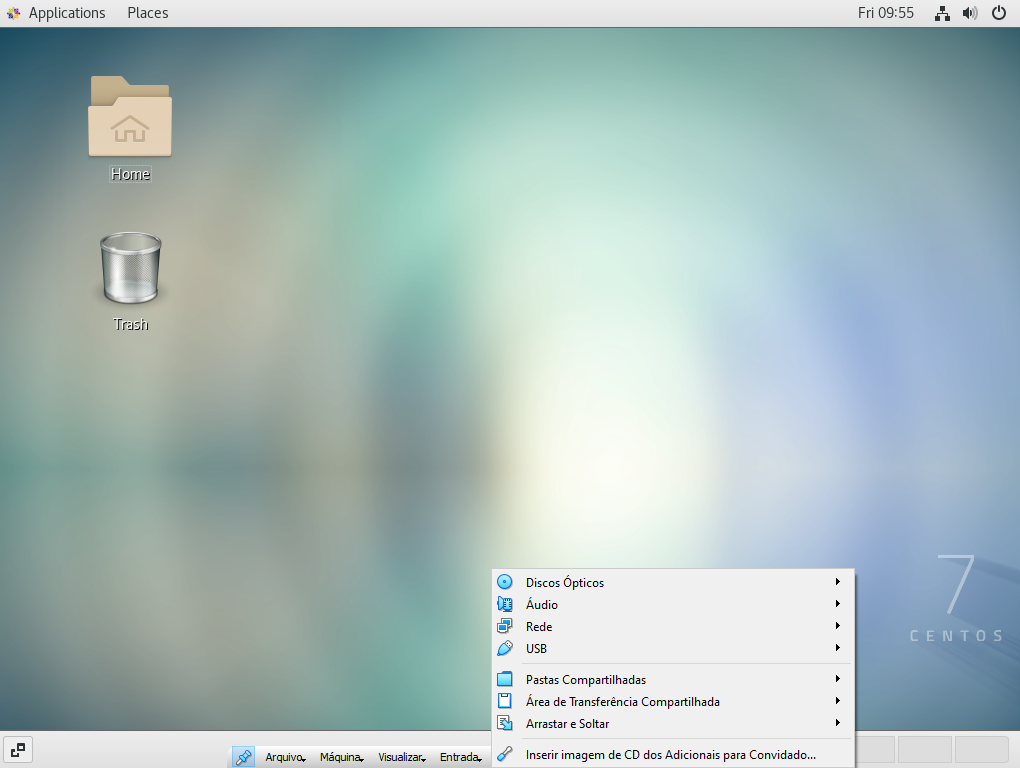 Applications Places Fri 09:55
Home
Trash
7
CENTOS
Discos Ópticos
Áudio
Rede
USB
Pastas Compartilhadas
Área de Transferência Compartilhada
Arrastar e Soltar
Inserir imagem de CD dos Adicionais para Convidado...
Arquivo Máquina Visualizar Entrada